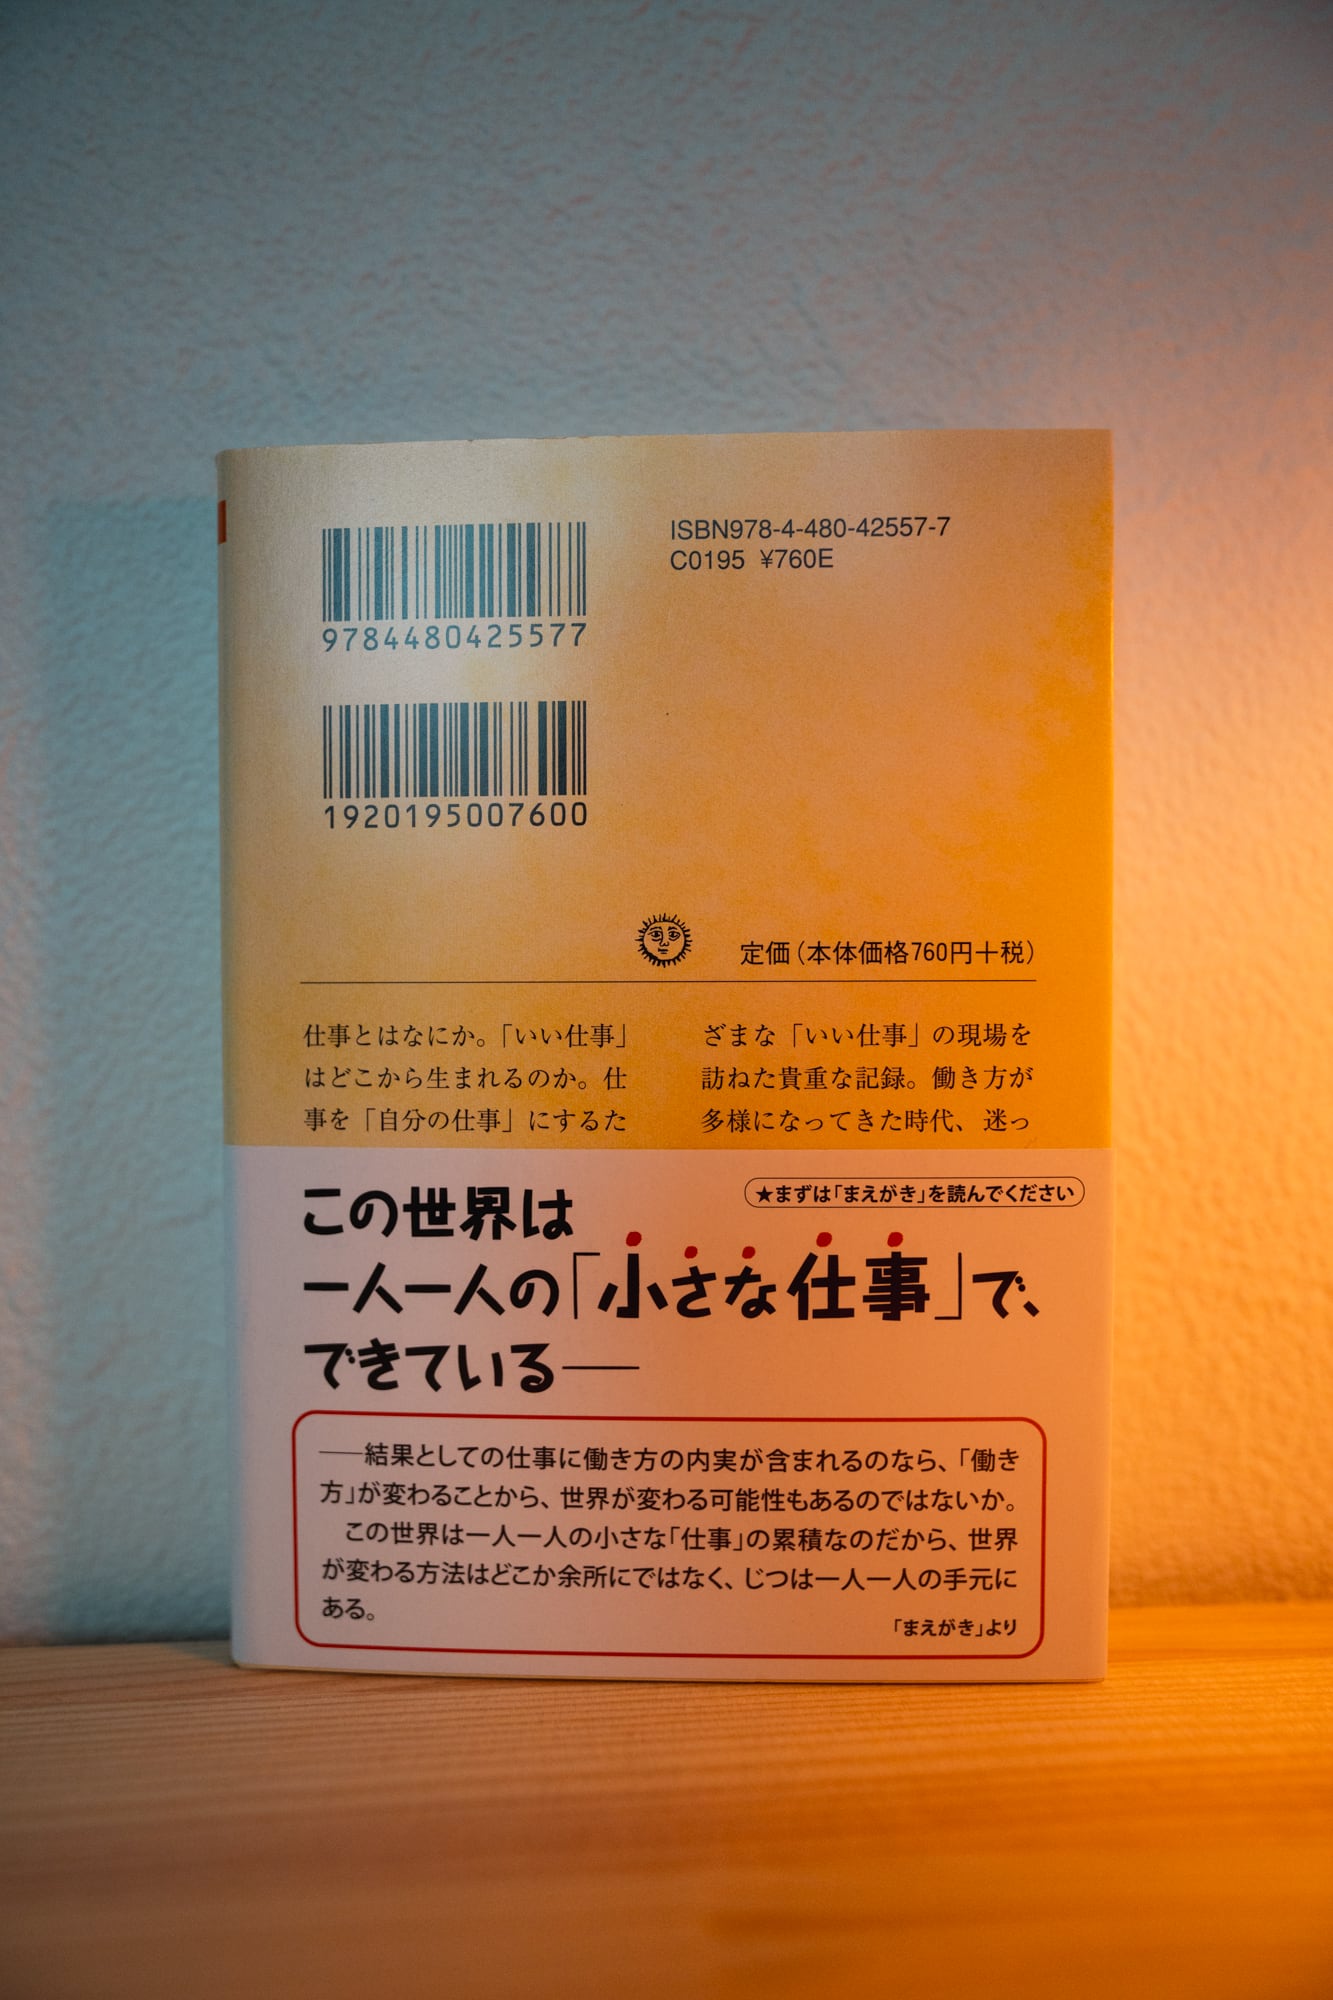 9784480425577
1920195007600
ISBN978-4-480-42557-7
C0195 ¥760E
定価（本体価格760円＋税）
仕事とはなにか。「いい仕事」
はどこから生まれるのか。仕
事を「自分の仕事」にするた
ざまな「いい仕事」の現場を
訪ねた貴重な記録。働き方が
多様になってきた時代、迷っ
★まずは「まえがき」を読んでください
この世界は
一人一人の「小さな仕事」で、
できている──
──結果としての仕事に働き方の内実が含まれるのなら、「働き
方」が変わることから、世界が変わる可能性もあるのではないか。
　この世界は一人一人の小さな「仕事」の累積なのだから、世界
が変わる方法はどこか余所にではなく、じつは一人一人の手元に
ある。
「まえがき」より